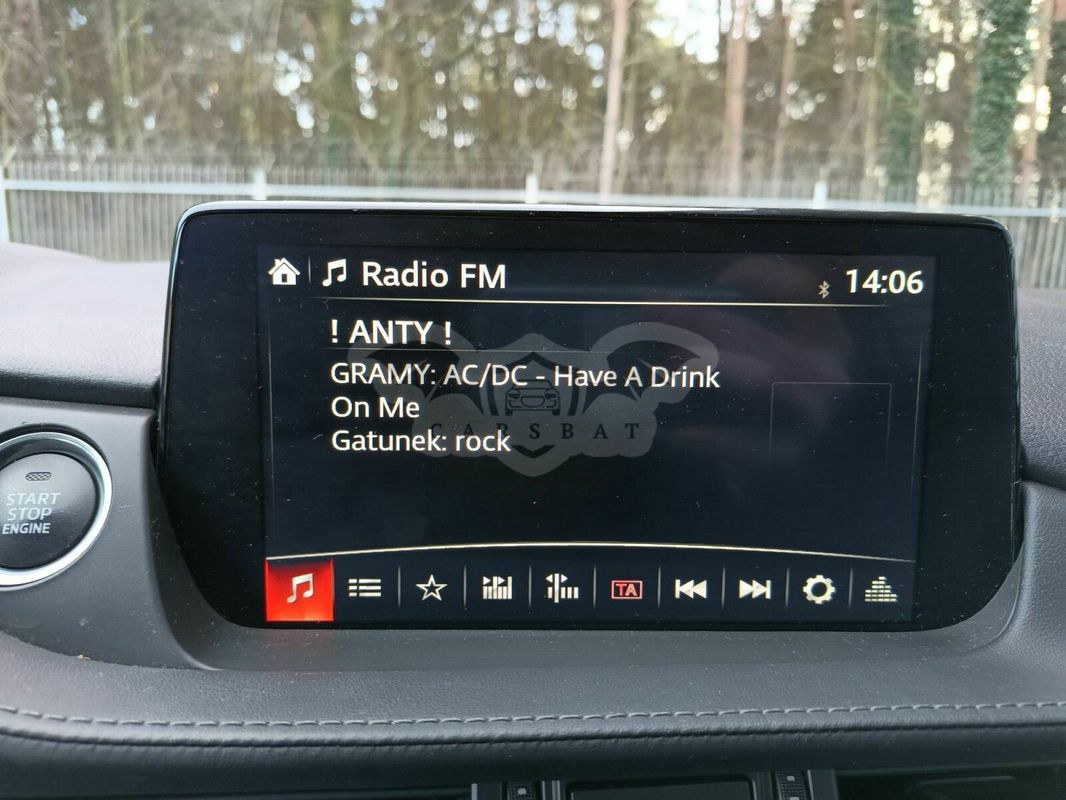 Radio FM
14:06
! ANTY !
GRAMY: AC/DC - Have A Drink
On Me
Gatunek: rock
CARSBAT
START
STOP
ENGINE
TA